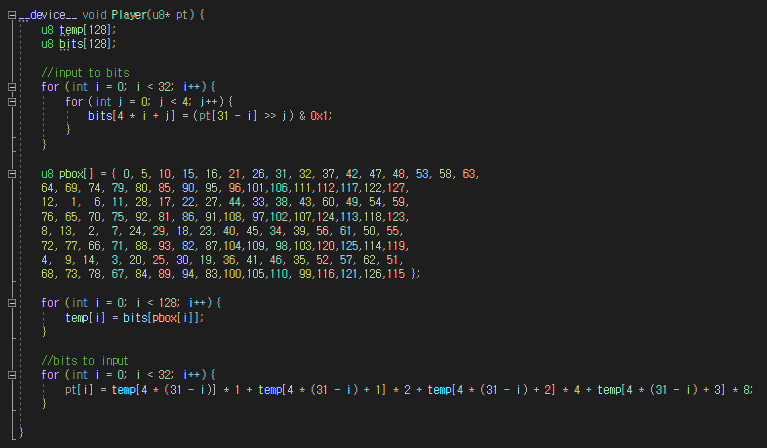 __device__ void Player(u8* pt) {
u8 temp[128];
u8 bits[128];
//input to bits
for (int i = 0; i < 32; i++) {
for (int j = 0; j < 4; j++) {
bits[4 * i + j] = (pt[31 - i] >> j) & 0x1;
}
}
u8 pbox[] = { 0, 5, 10, 15, 16, 21, 26, 31, 32, 37, 42, 47, 48, 53, 58, 63,
64, 69, 74, 79, 80, 85, 90, 95, 96,101,106,111,112,117,122,127,
12, 1, 6, 11, 28, 17, 22, 27, 44, 33, 38, 43, 60, 49, 54, 59,
76, 65, 70, 75, 92, 81, 86, 91,108, 97,102,107,124,113,118,123,
8, 13, 2, 7, 24, 29, 18, 23, 40, 45, 34, 39, 56, 61, 50, 55,
72, 77, 66, 71, 88, 93, 82, 87,104,109, 98,103,120,125,114,119,
4, 9, 14, 3, 20, 25, 30, 19, 36, 41, 46, 35, 52, 57, 62, 51,
68, 73, 78, 67, 84, 89, 94, 83,100,105,110, 99,116,121,126,115 };
for (int i = 0; i < 128; i++) {
temp[i] = bits[pbox[i]];
}
//bits to input
for (int i = 0; i < 32; i++) {
pt[i] = temp[4 * (31 - i)] * 1 + temp[4 * (31 - i) + 1] * 2 + temp[4 * (31 - i) + 2] * 4 + temp[4 * (31 - i) + 3] * 8;
}
}